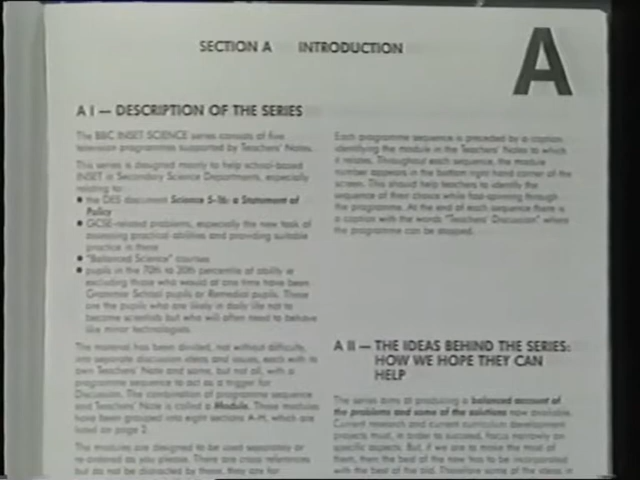 SECTION A INTRODUCTION
A
A I — DESCRIPTION OF THE SERIES
The BBC INSET SCIENCE series consists of five
television programmes supported by Teachers' Notes.
This series is designed mainly to help school-based
INSET in Secondary Science Departments, especially
relating to:
• the DES document Science 5-16: a Statement of
Policy
• GCSE-related problems, especially the new task of
assessing practical abilities and providing suitable
practice in these
• "Balanced Science" courses
• pupils in the 70th to 20th percentile of ability ie
excluding those who would at one time have been
Grammar School pupils or Remedial pupils. These
are the pupils who are likely in daily life not to
become scientists but who will often need to behave
like minor technologists.
The material has been divided, not without difficulty,
into separate discussion ideas and issues, each with its
own Teachers' Note and some, but not all, with a
programme sequence to act as a trigger for
Discussion. The combination of programme sequence
and Teachers' Note is called a Module. These modules
have been grouped into eight sections A-H, which are
listed on page 2.
The modules are designed to be used separately or
re-ordered as you please. There are cross references
but do not be distracted by these, they are for
Each programme sequence is preceded by a caption
identifying the module in the Teachers' Notes to which
it relates. Throughout each sequence, the module
number appears in the bottom right hand corner of the
screen. This should help teachers to identify the
sequence of their choice while fast-spinning through
the programme. At the end of each sequence there is
a caption with the words "Teachers' Discussion" where
the programme can be stopped.
A II — THE IDEAS BEHIND THE SERIES:
HOW WE HOPE THEY CAN
HELP
The series aims at producing a balanced account of
the problems and some of the solutions now available.
Current research and current curriculum development
projects must, in order to succeed, focus narrowly on
specific aspects. But, if we are to make the most of
them, then the best of the new has to be incorporated
with the best of the old. Therefore some of the ideas in